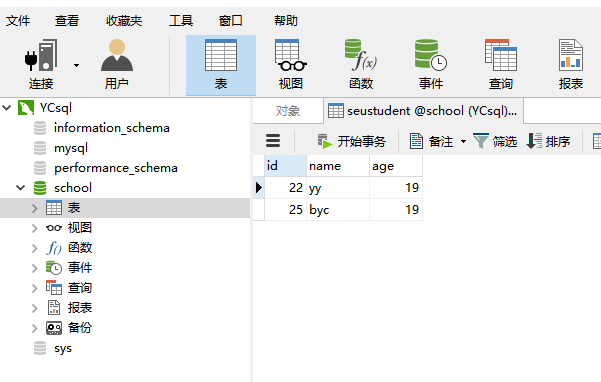 文件 查看 收藏夹 工具 窗口 帮助
连接 用户 表 视图 f(x) 函数 事件 查询 报表
YCsql
information_schema
mysql
performance_schema
school
表
视图
f() 函数
事件
查询
报表
备份
sys
对象 seustudent @school (YCsql)...
开始事务 备注 筛选 排序
id name age
22 yy 19
25 byc 19